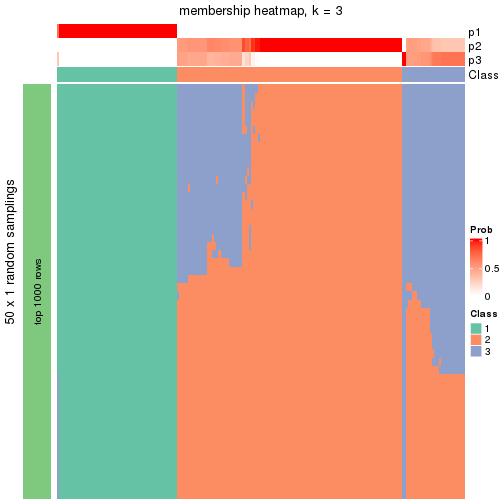 membership heatmap, k = 3
p1
p2
p3
Class
50 x 1 random samplings
top 1000 rows
Prob
1
0.5
0
Class
1
2
3